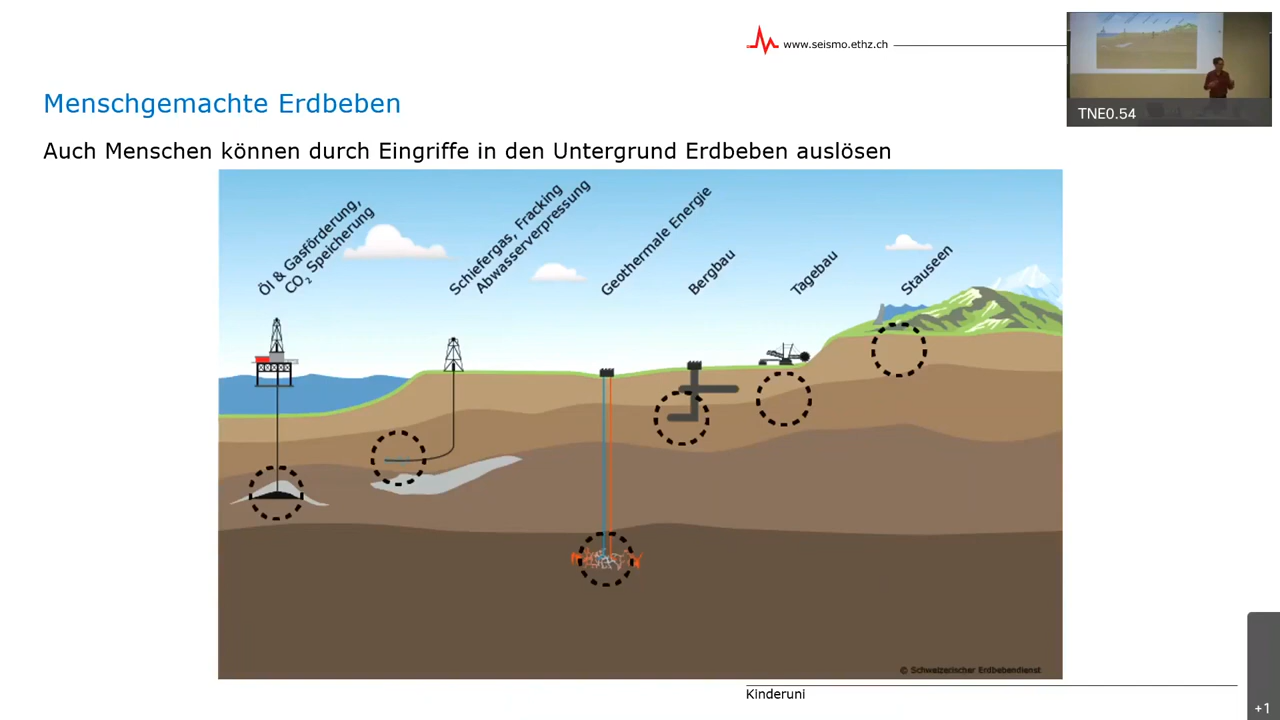 www.seismo.ethz.ch
TNE0.54
Menschgemachte Erdbeben
Auch Menschen können durch Eingriffe in den Untergrund Erdbeben auslösen
Öl & Gasförderung,
CO₂ Speicherung
Schiefergas, Fracking
Abwasserverpressung
Geothermale Energie
Bergbau
Tagebau
Stauseen
© Schweizerischer Erdbebendienst
Kinderuni
+1